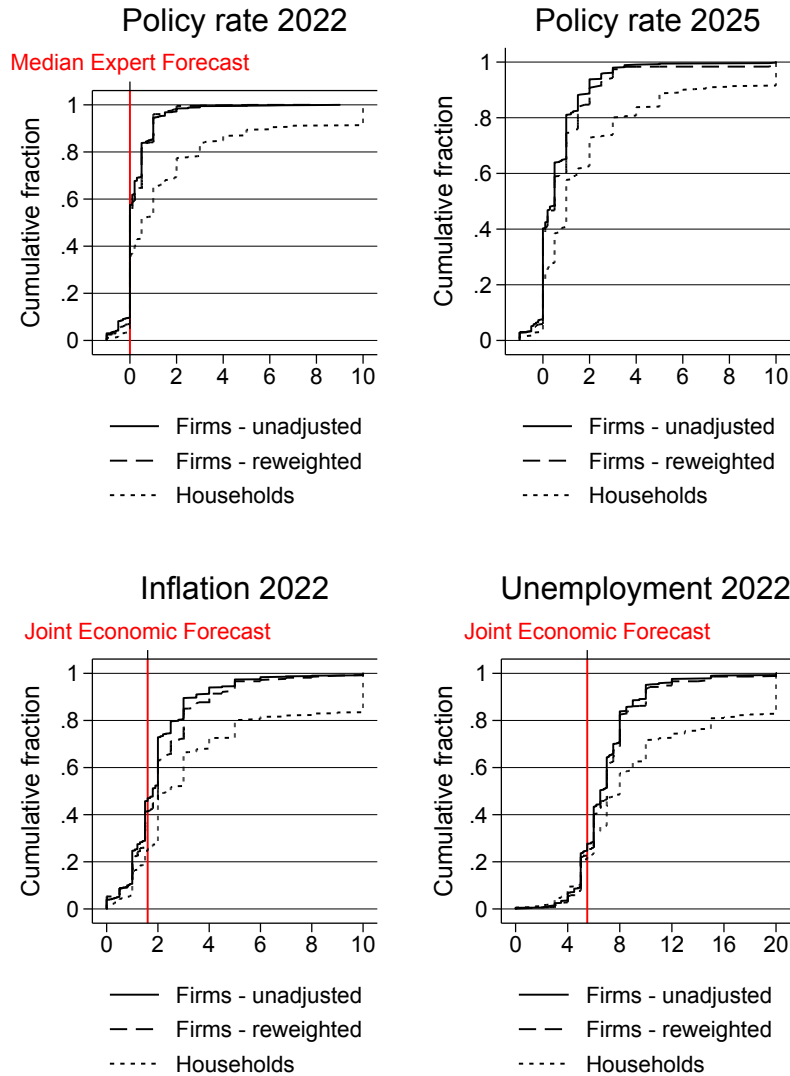 Policy rate 2022
Median Expert Forecast
Cumulative fraction
1
.8
.6
.4
.2
0
0 2 4 6 8 10
Firms - unadjusted
Firms - reweighted
Households
Policy rate 2025
Cumulative fraction
1
.8
.6
.4
.2
0
0 2 4 6 8 10
Firms - unadjusted
Firms - reweighted
Households
Inflation 2022
Joint Economic Forecast
Cumulative fraction
1
.8
.6
.4
.2
0
0 2 4 6 8 10
Firms - unadjusted
Firms - reweighted
Households
Unemployment 2022
Joint Economic Forecast
Cumulative fraction
1
.8
.6
.4
.2
0
0 4 8 12 16 20
Firms - unadjusted
Firms - reweighted
Households